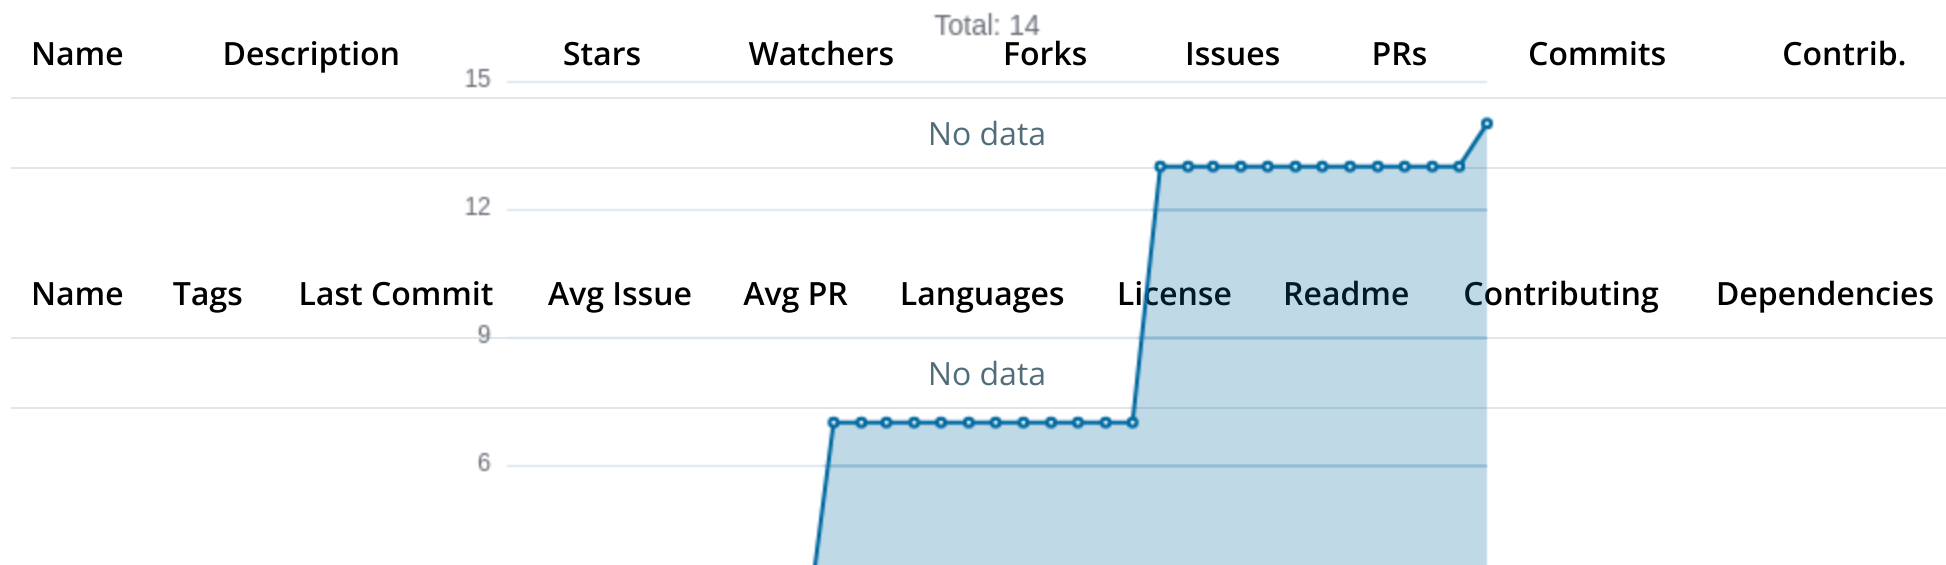 Total: 14
Name Description Stars Watchers Forks Issues PRs Commits Contrib.
15
No data
12
Name Tags Last Commit Avg Issue Avg PR Languages License Readme Contributing Dependencies
9
No data
6